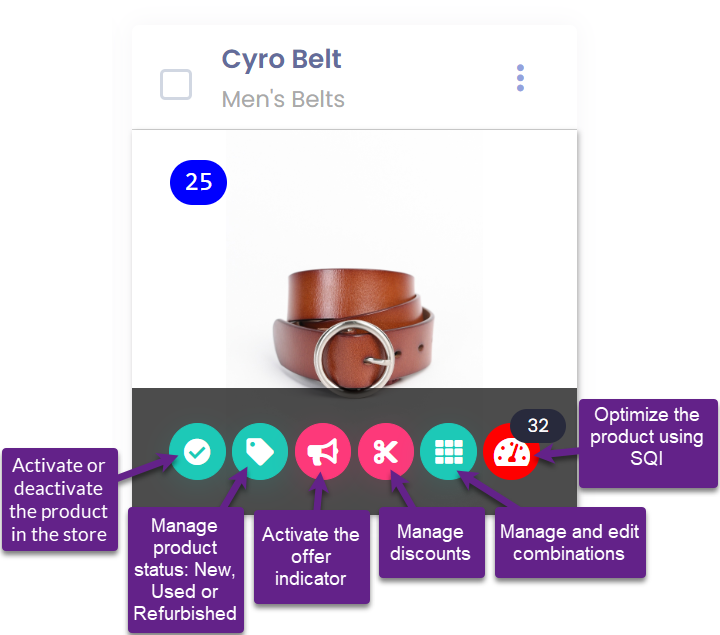 Cyro Belt
Men's Belts
25
32
Optimize the
product using
SQI
Activate or
deactivate
the product
in the store
Manage
product
status: New,
Used or
Refurbished
Activate the
offer
indicator
Manage
discounts
Manage and edit
combinations